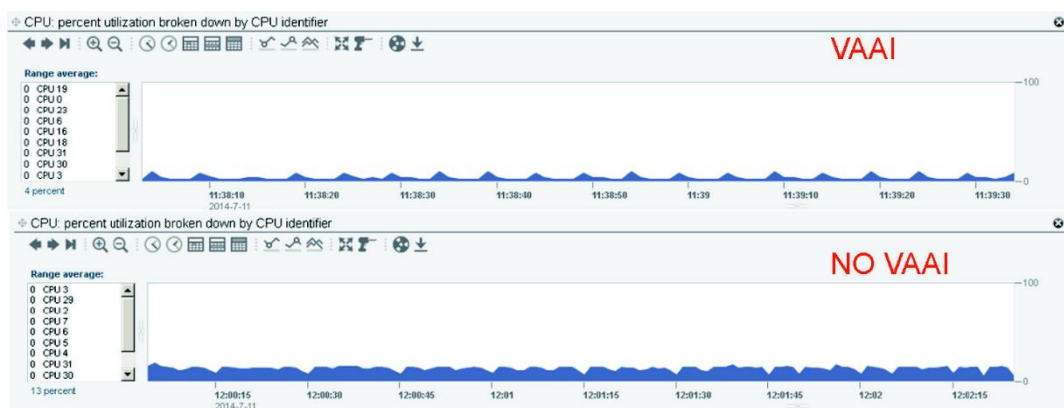 CPU: percent utilization broken down by CPU identifier
VAAI
Range average:
0 CPU 19
0 CPU 0
0 CPU 23
0 CPU 6
0 CPU 16
0 CPU 18
0 CPU 31
0 CPU 30
0 CPU 3
4 percent
100
0
11:38:10 11:38:20 11:38:30 11:38:40 11:38:50 11:39 11:39:10 11:39:20 11:39:30
2014-7-11
CPU: percent utilization broken down by CPU identifier
NO VAAI
Range average:
0 CPU 3
0 CPU 29
0 CPU 2
0 CPU 7
0 CPU 6
0 CPU 5
0 CPU 4
0 CPU 31
0 CPU 30
13 percent
100
0
12:00:15 12:00:30 12:00:45 12:01 12:01:15 12:01:30 12:01:45 12:02 12:02:15
2014-7-11